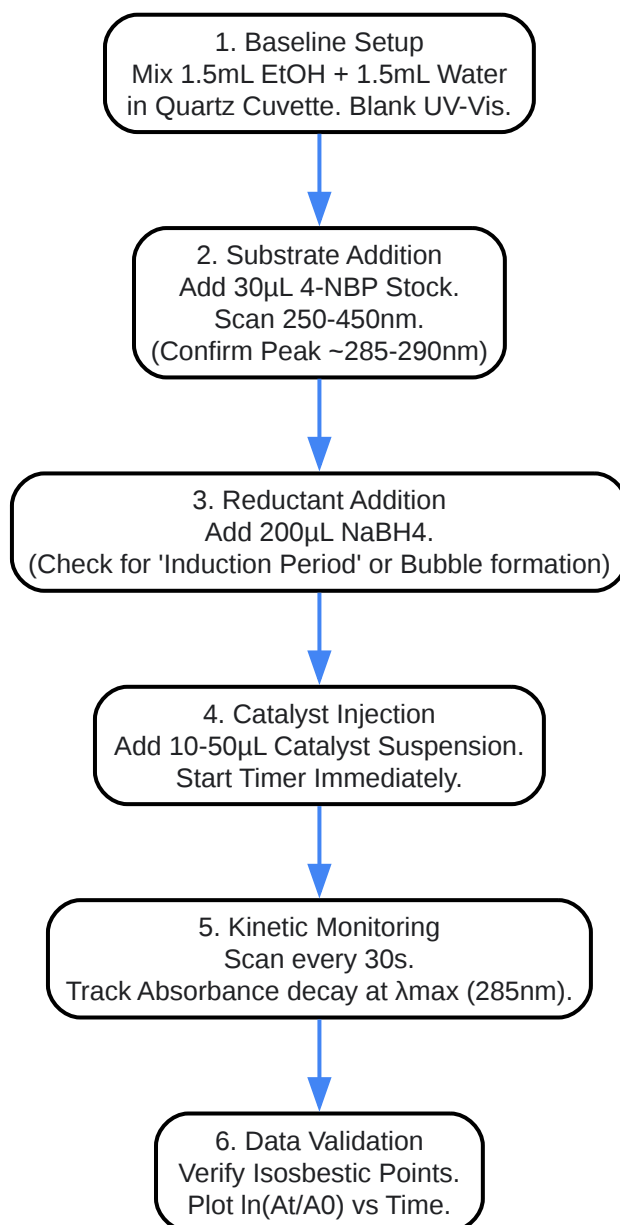 1. Baseline Setup
Mix 1.5mL EtOH + 1.5mL Water
in Quartz Cuvette. Blank UV-Vis.
2. Substrate Addition
Add 30µL 4-NBP Stock.
Scan 250-450nm.
(Confirm Peak ~285-290nm)
3. Reductant Addition
Add 200µL NaBH4.
(Check for 'Induction Period' or Bubble formation)
4. Catalyst Injection
Add 10-50µL Catalyst Suspension.
Start Timer Immediately.
5. Kinetic Monitoring
Scan every 30s.
Track Absorbance decay at λmax (285nm).
6. Data Validation
Verify Isosbestic Points.
Plot ln(At/A0) vs Time.